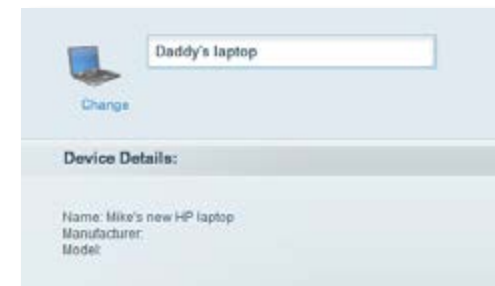 Daddy's laptop
Change
Device Details:
Name: Mike's new HP laptop
Manufacturer:
Model: